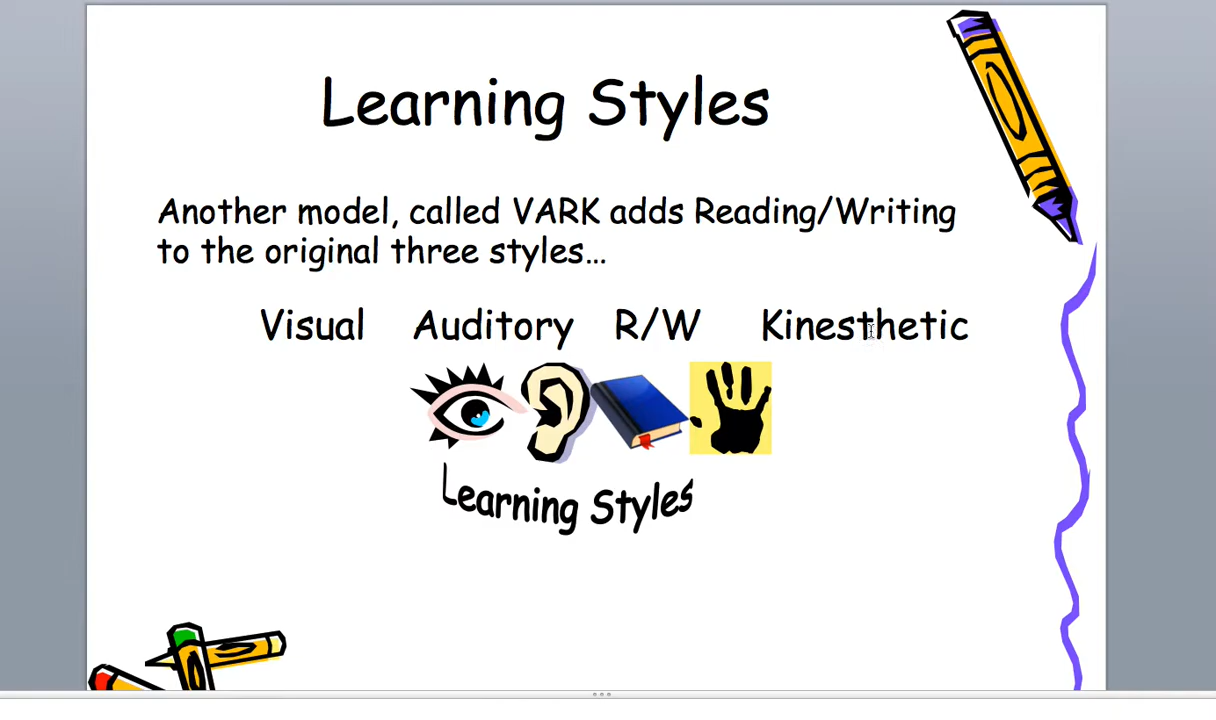 Learning Styles
Another model, called VARK adds Reading/Writing
to the original three styles...
Visual Auditory R/W Kinesthetic
Learning Styles